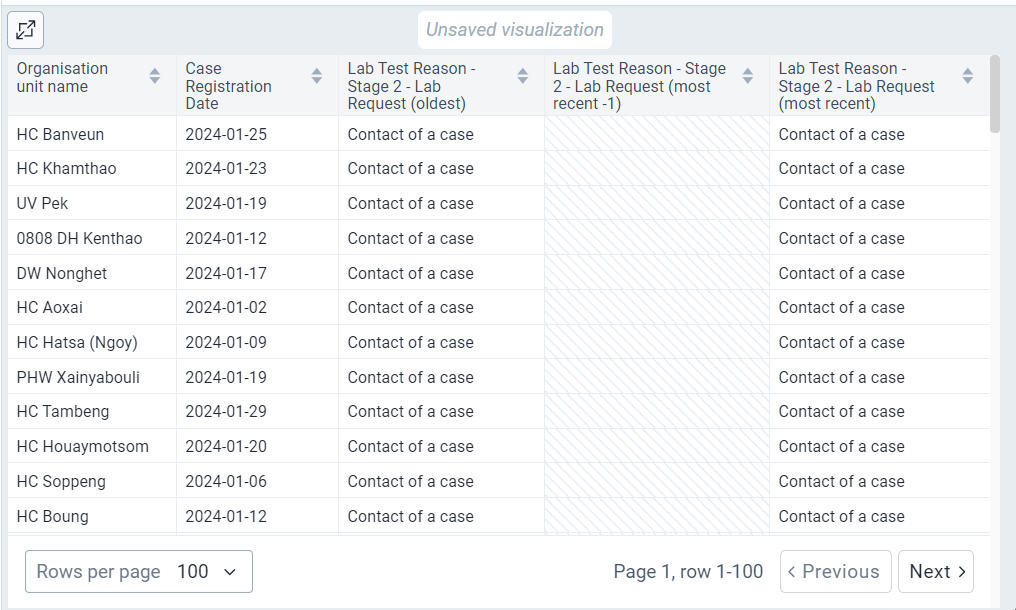 Unsaved visualization
Organisation unit name Case Registration Date Lab Test Reason - Stage 2 - Lab Request (oldest) Lab Test Reason - Stage 2 - Lab Request (most recent -1) Lab Test Reason - Stage 2 - Lab Request (most recent)
HC Banveun 2024-01-25 Contact of a case Contact of a case
HC Khamthao 2024-01-23 Contact of a case Contact of a case
UV Pek 2024-01-19 Contact of a case Contact of a case
0808 DH Kenthao 2024-01-12 Contact of a case Contact of a case
DW Nonghet 2024-01-17 Contact of a case Contact of a case
HC Aoxai 2024-01-02 Contact of a case Contact of a case
HC Hatsa (Ngoy) 2024-01-09 Contact of a case Contact of a case
PHW Xainyabouli 2024-01-19 Contact of a case Contact of a case
HC Tambeng 2024-01-29 Contact of a case Contact of a case
HC Houaymotsom 2024-01-20 Contact of a case Contact of a case
HC Soppeng 2024-01-06 Contact of a case Contact of a case
HC Boung 2024-01-12 Contact of a case Contact of a case
Rows per page 100 Page 1, row 1-100 Previous Next